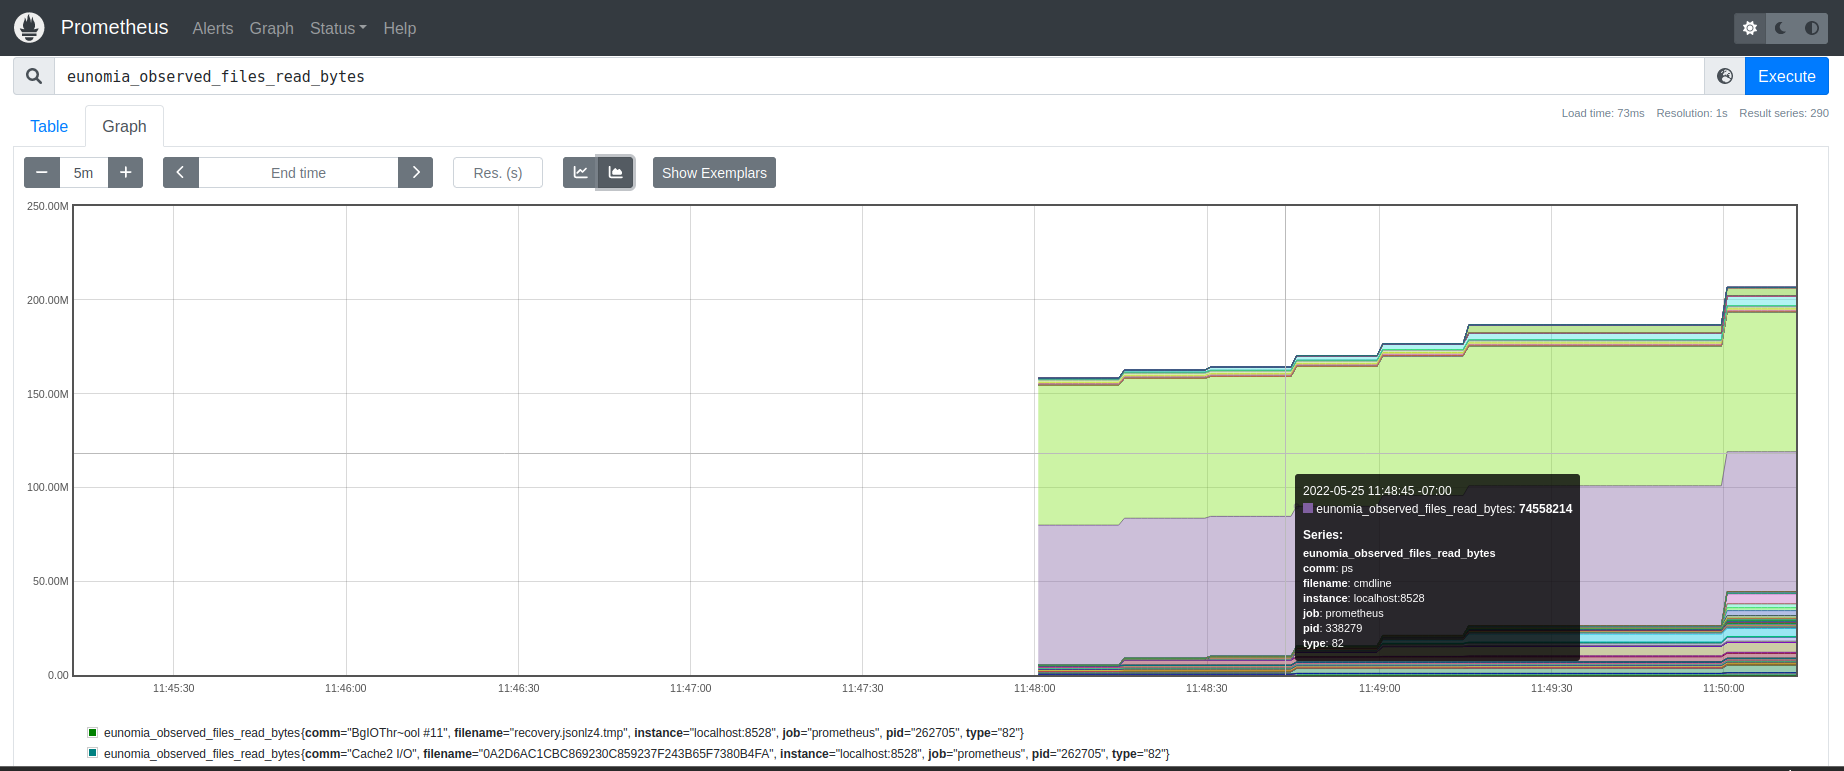 Prometheus Alerts Graph Status Help
eunomia_observed_files_read_bytes Execute
Table Graph Load time: 73ms Resolution: 1s Result series: 290
5m End time Res. (s) Show Exemplars
250.00M
200.00M
150.00M
100.00M
50.00M
0.00
2022-05-25 11:48:45 -07:00
eunomia_observed_files_read_bytes: 74558214
Series:
eunomia_observed_files_read_bytes
comm: ps
filename: cmdline
instance: localhost:8528
job: prometheus
pid: 338279
type: 82
11:45:30 11:46:00 11:46:30 11:47:00 11:47:30 11:48:00 11:48:30 11:49:00 11:49:30 11:50:00
eunomia_observed_files_read_bytes{comm="BgIOThr~ool #11", filename="recovery.jsonlz4.tmp", instance="localhost:8528", job="prometheus", pid="262705", type="82"}
eunomia_observed_files_read_bytes{comm="Cache2 I/O", filename="0A2D6AC1CBC869230C859237F243B65F7380B4FA", instance="localhost:8528", job="prometheus", pid="262705", type="82"}